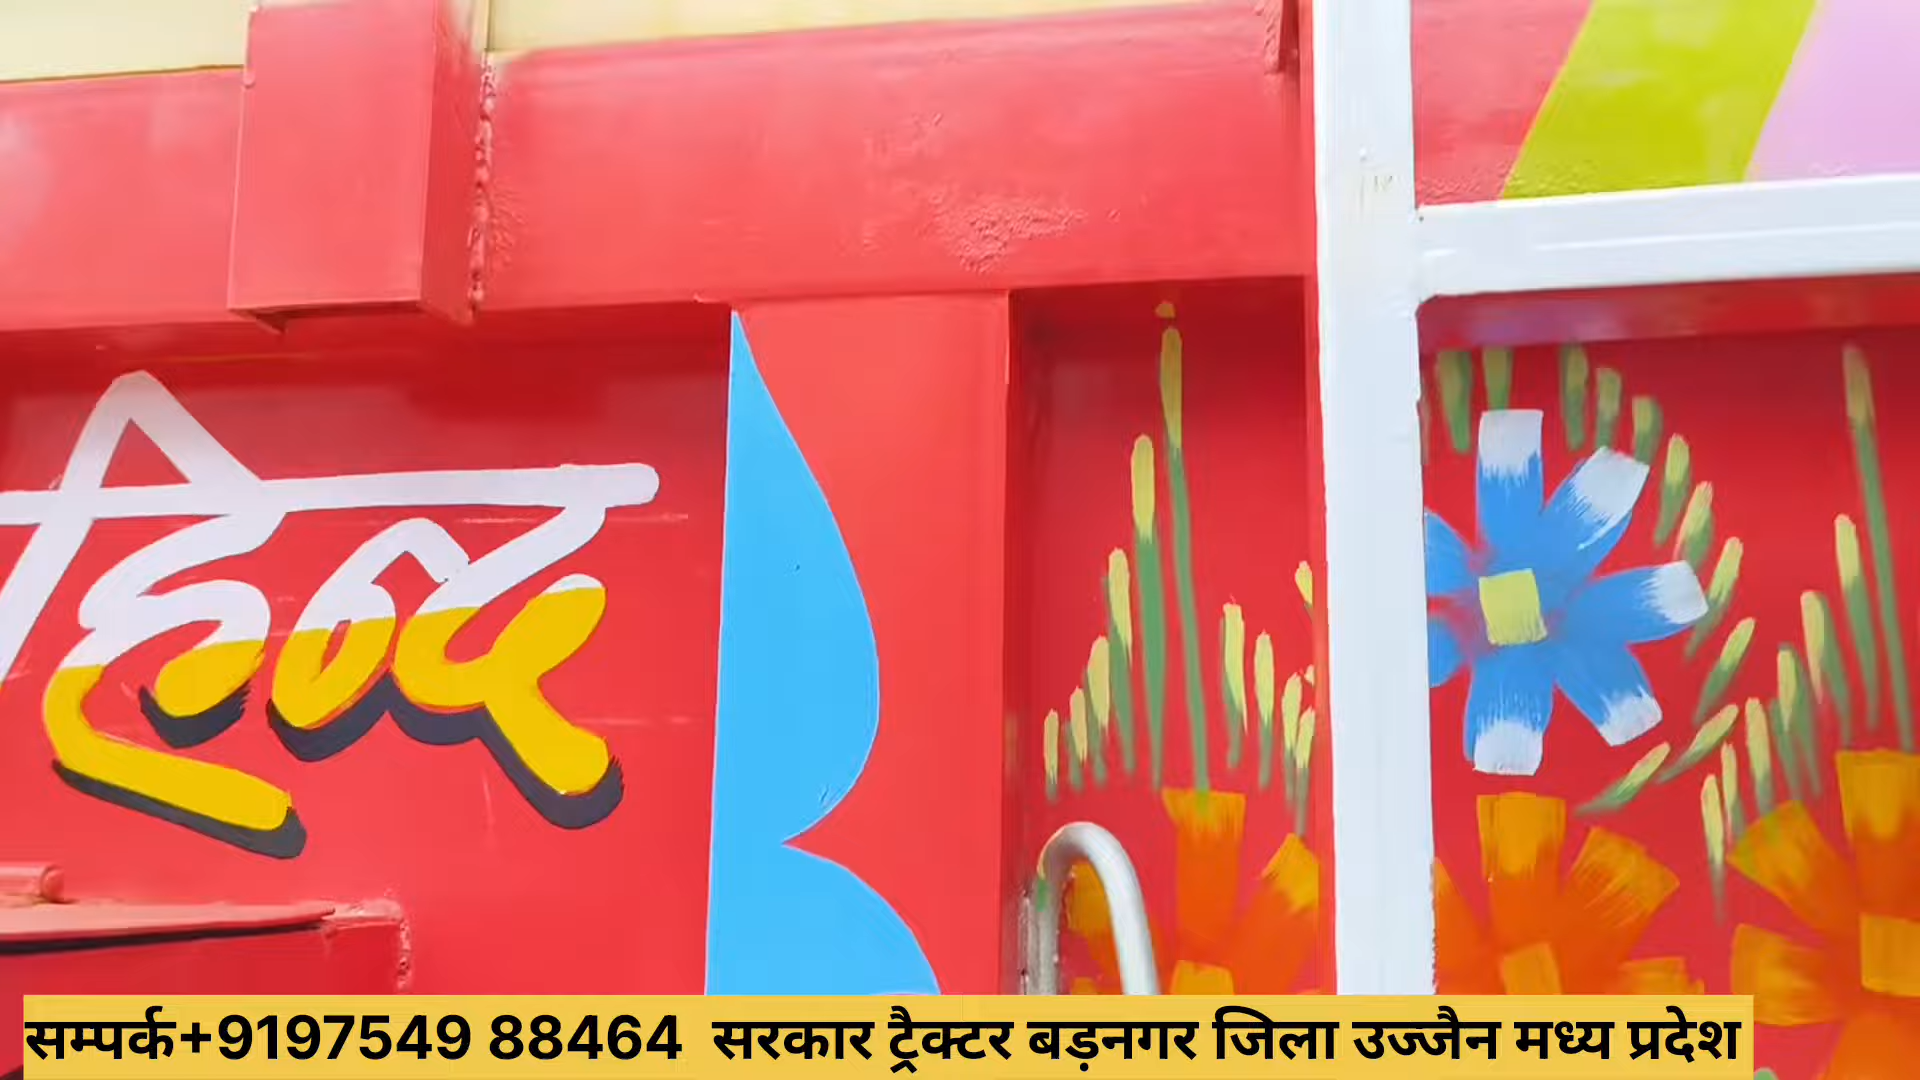 हिन्द
सम्पर्क+9197549 88464 सरकार ट्रैक्टर बड़नगर जिला उज्जैन मध्य प्रदेश